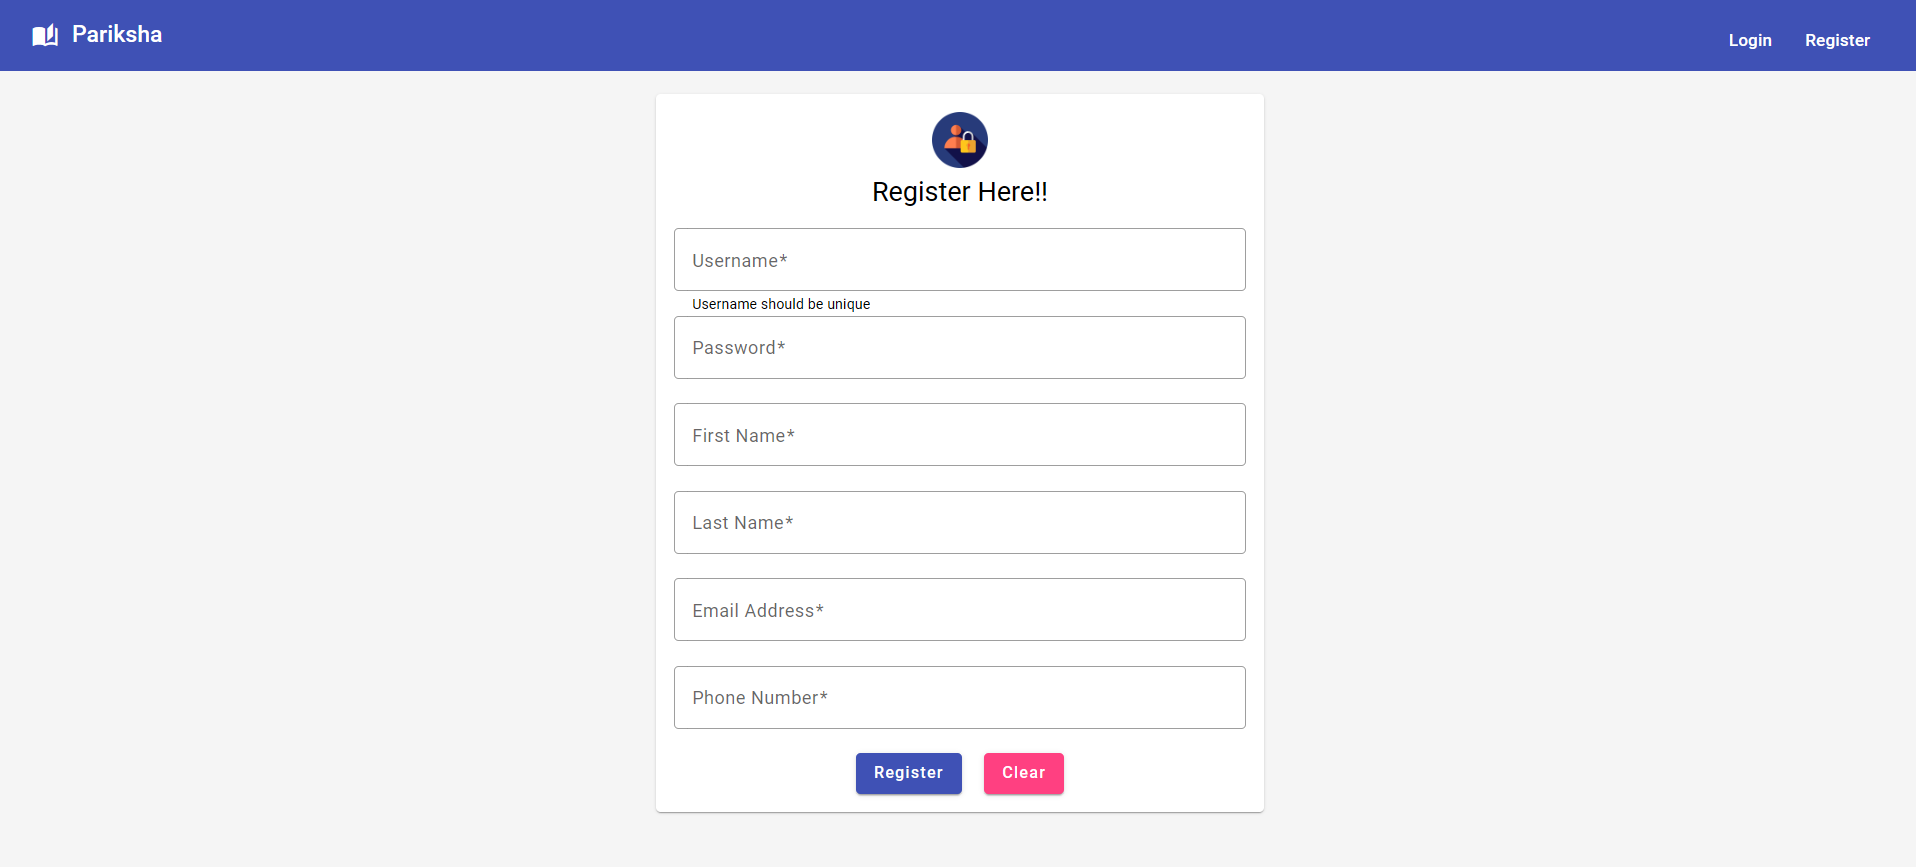 Pariksha
Login
Register
Register Here!!
Username*
Username should be unique
Password*
First Name*
Last Name*
Email Address*
Phone Number*
Register
Clear